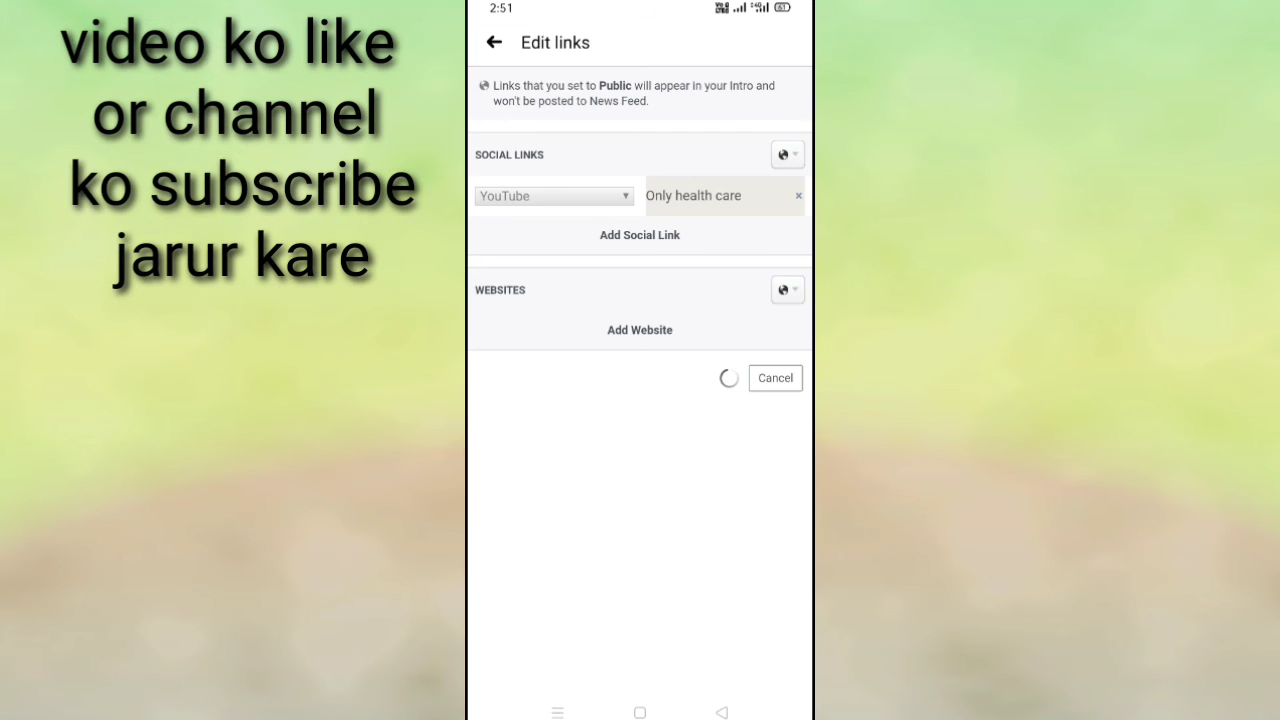 video ko like
or channel
ko subscribe
jarur kare
2:51
Edit links
Links that you set to Public will appear in your Intro and
won't be posted to News Feed.
SOCIAL LINKS
YouTube
Only health care
×
Add Social Link
WEBSITES
Add Website
Cancel